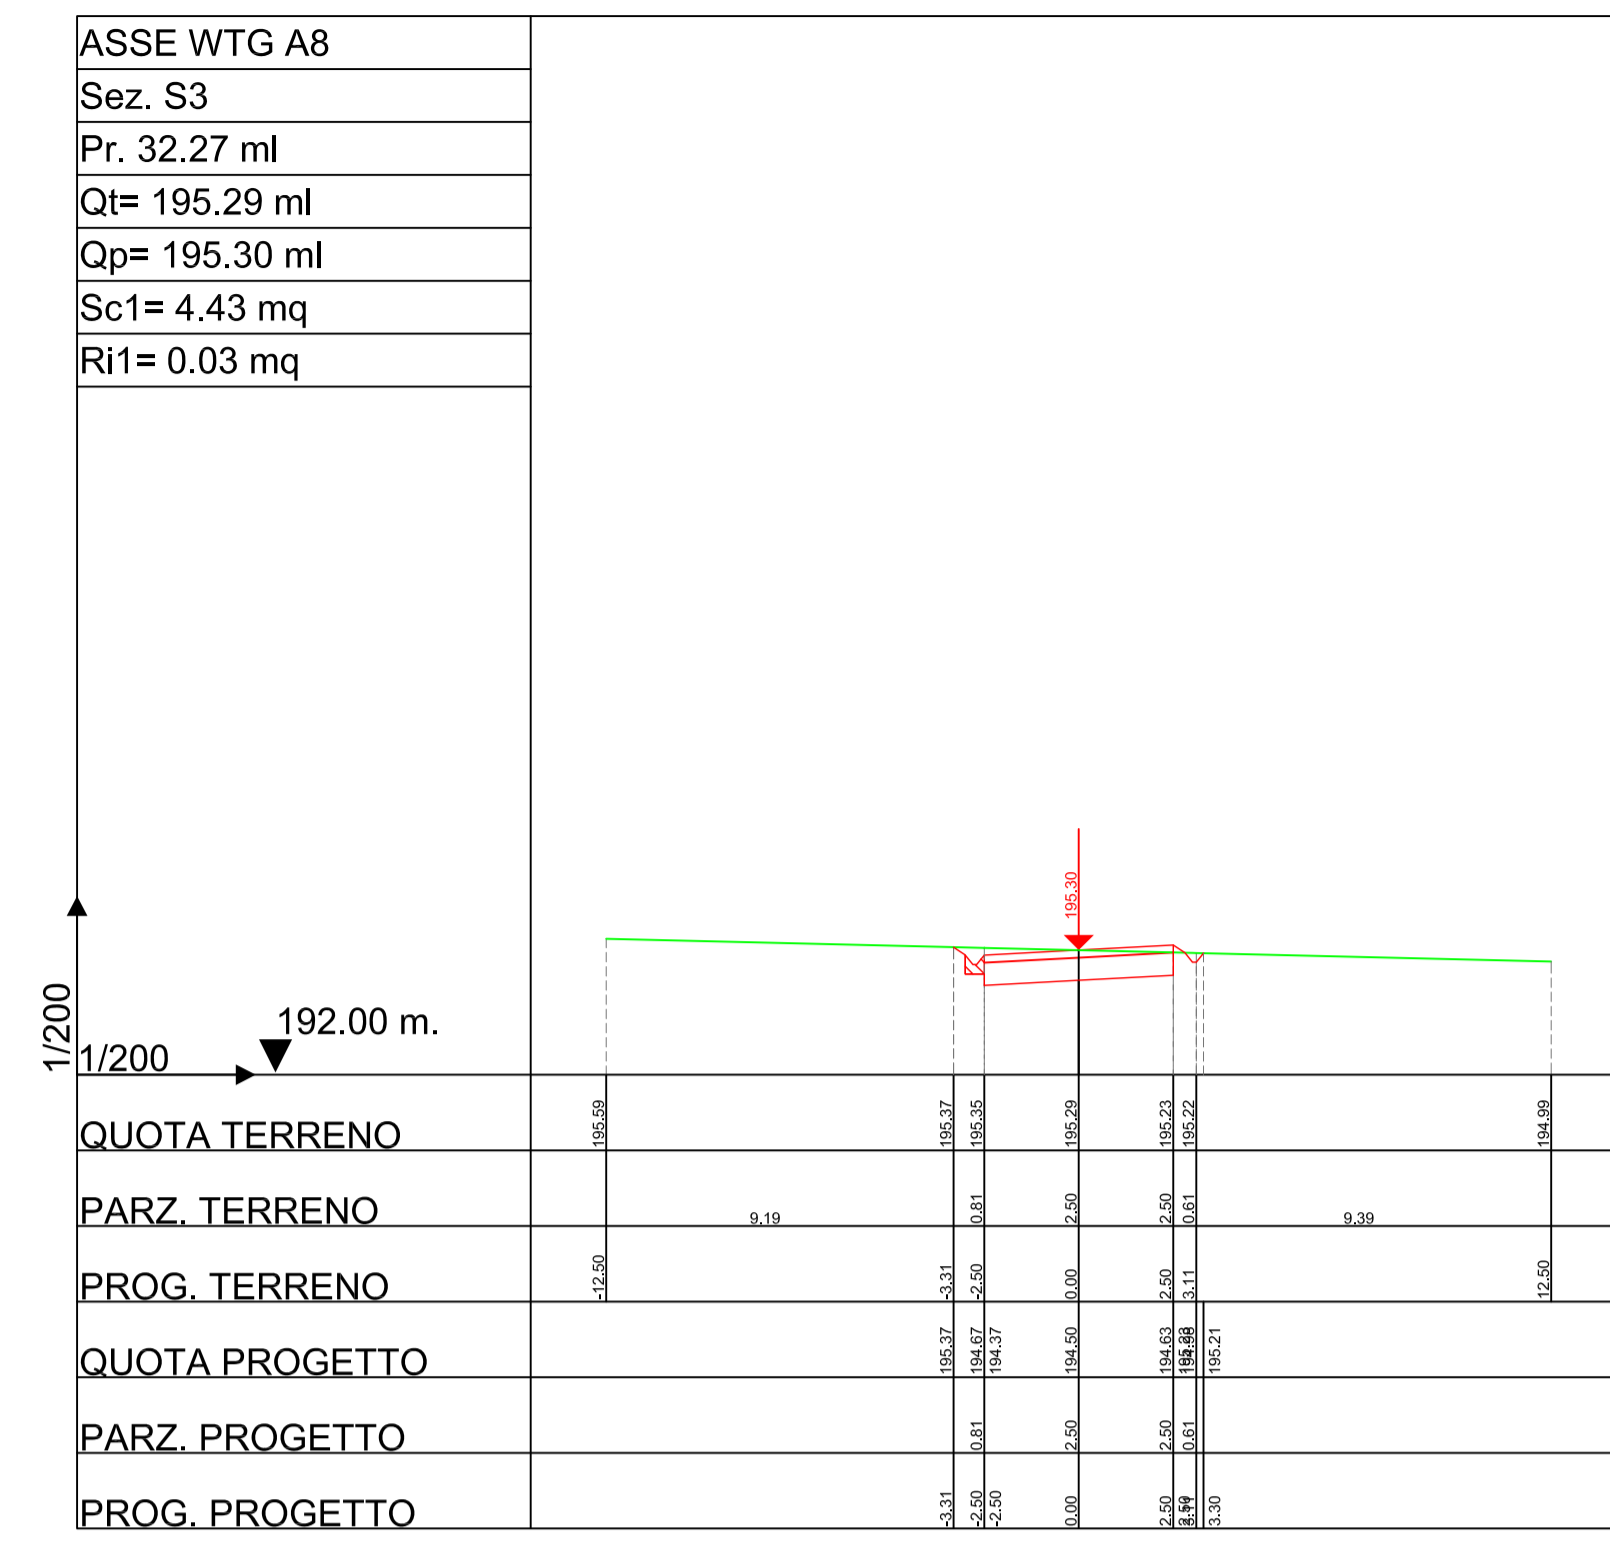 ASSE WTG A8
Sez. S3
Pr. 32.27 ml
Qt= 195.29 ml
Qp= 195.30 ml
Sc1= 4.43 mq
Ri1= 0.03 mq
195.30
1/200
192.00 m.
1/200
QUOTA TERRENO 195.59 195.37 195.35 195.29 195.23 195.22 194.99
PARZ. TERRENO 9.19 0.81 2.50 2.50 0.61 9.39
PROG. TERRENO -12.50 -3.31 -2.50 0.00 2.50 3.11 12.50
QUOTA PROGETTO 195.37 194.67 194.37 194.50 194.63 195.21
PARZ. PROGETTO 0.81 2.50 2.50 0.61
PROG. PROGETTO -3.31 -2.50 -2.50 0.00 2.50 3.30